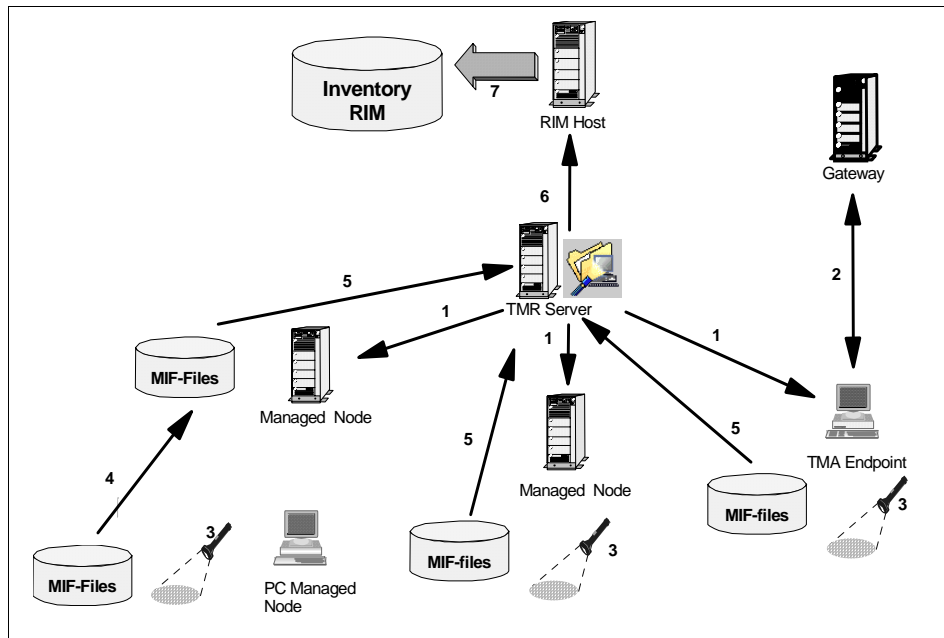 Inventory
RIM
7
RIM Host
Gateway
6
5
2
TMR Server
1
1
1
MIF-Files
Managed Node
5
5
4
Managed Node
TMA Endpoint
MIF-files
3
3
MIF-Files
PC Managed
Node
MIF-files
3